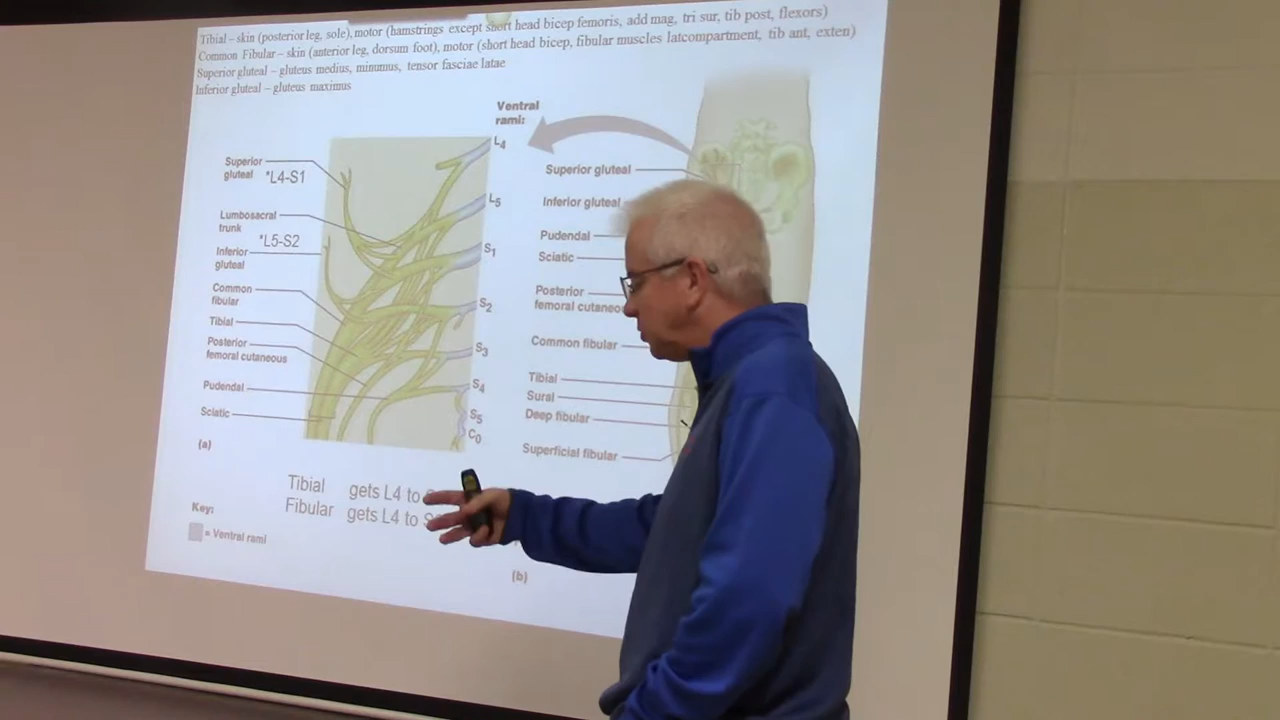 Tibial – skin (posterior leg, sole), motor (hamstrings except short head bicep femoris, add mag, tri sur, tib post, flexors)
Common Fibular – skin (anterior leg, dorsum foot), motor (short head bicep, fibular muscles latcompartment, tib ant, exten)
Superior gluteal – gluteus medius, minumus, tensor fasciae latae
Inferior gluteal – gluteus maximus
Ventral
rami:
L4
L5
S1
S2
S3
S4
S5
C0
Superior
gluteal *L4-S1
Lumbosacral
trunk
*L5-S2
Inferior
gluteal
Common
fibular
Tibial
Posterior
femoral cutaneous
Pudendal
Sciatic
(a)
Superior gluteal
Inferior gluteal
Pudendal
Sciatic
Posterior
femoral
Common fibular
Tibial
Sural
Deep fibular
Superficial fibular
(b)
Tibial gets L4 to
Fibular gets L4 to
Key:
= Ventral rami